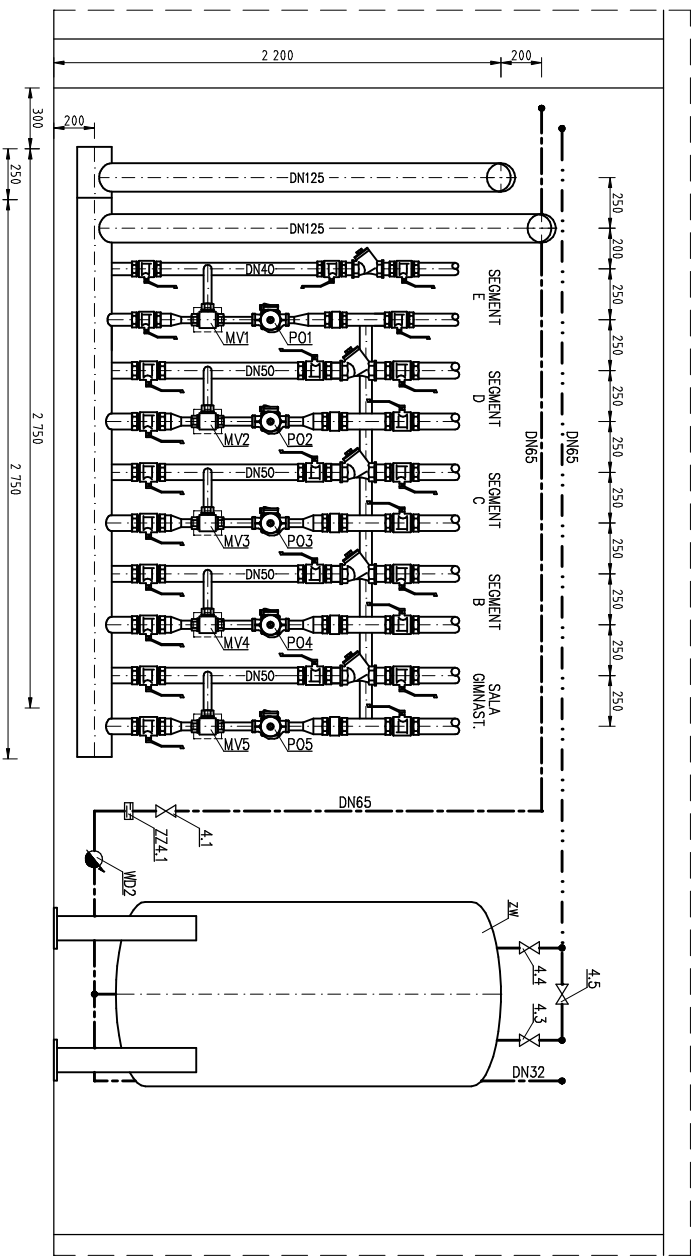 2 200
200
300
200
250
2 750
2 750
DN125
DN125
250
200
250
250
250
250
250
250
250
250
250
DN40
SEGMENT
E
MV1
PO1
DN50
SEGMENT
D
MV2
PO2
DN50
SEGMENT
C
MV3
PO3
DN50
SEGMENT
B
MV4
PO4
DN50
SALA
GIMNAST.
MV5
PO5
DN65
DN65
DN65
4.1
ZZ4.1
WD2
ZW
4.4
4.5
4.3
DN32